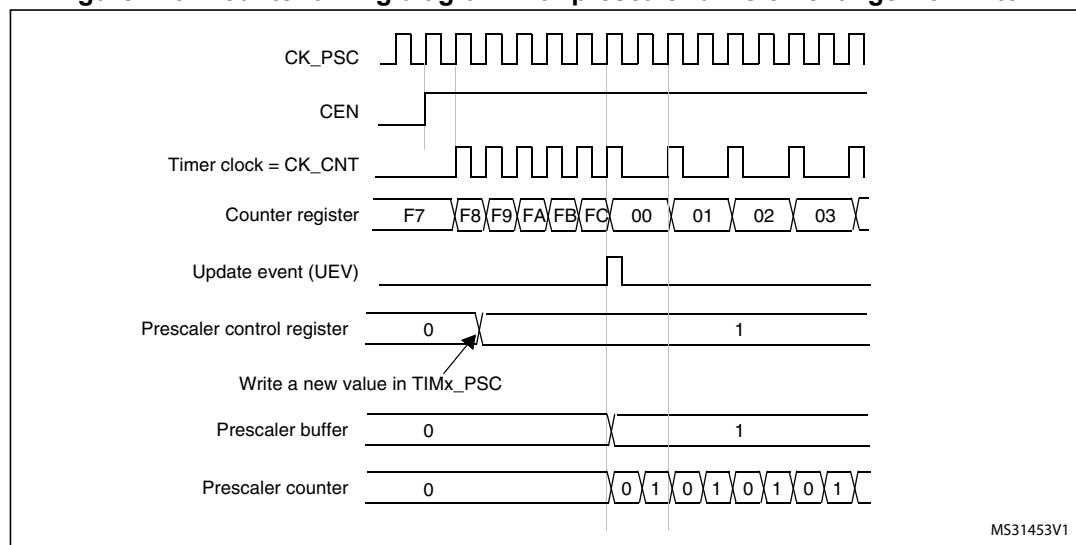 CK_PSC
CEN
Timer clock = CK_CNT
Counter register F7 F8 F9 FA FB FC 00 01 02 03
Update event (UEV)
Prescaler control register 0 1
Write a new value in TIMx_PSC
Prescaler buffer 0 1
Prescaler counter 0 0 1 0 1 0 1 0 1
MS31453V1